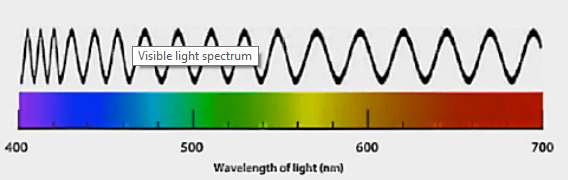 Visible light spectrum
400 500 600 700
Wavelength of light (nm)